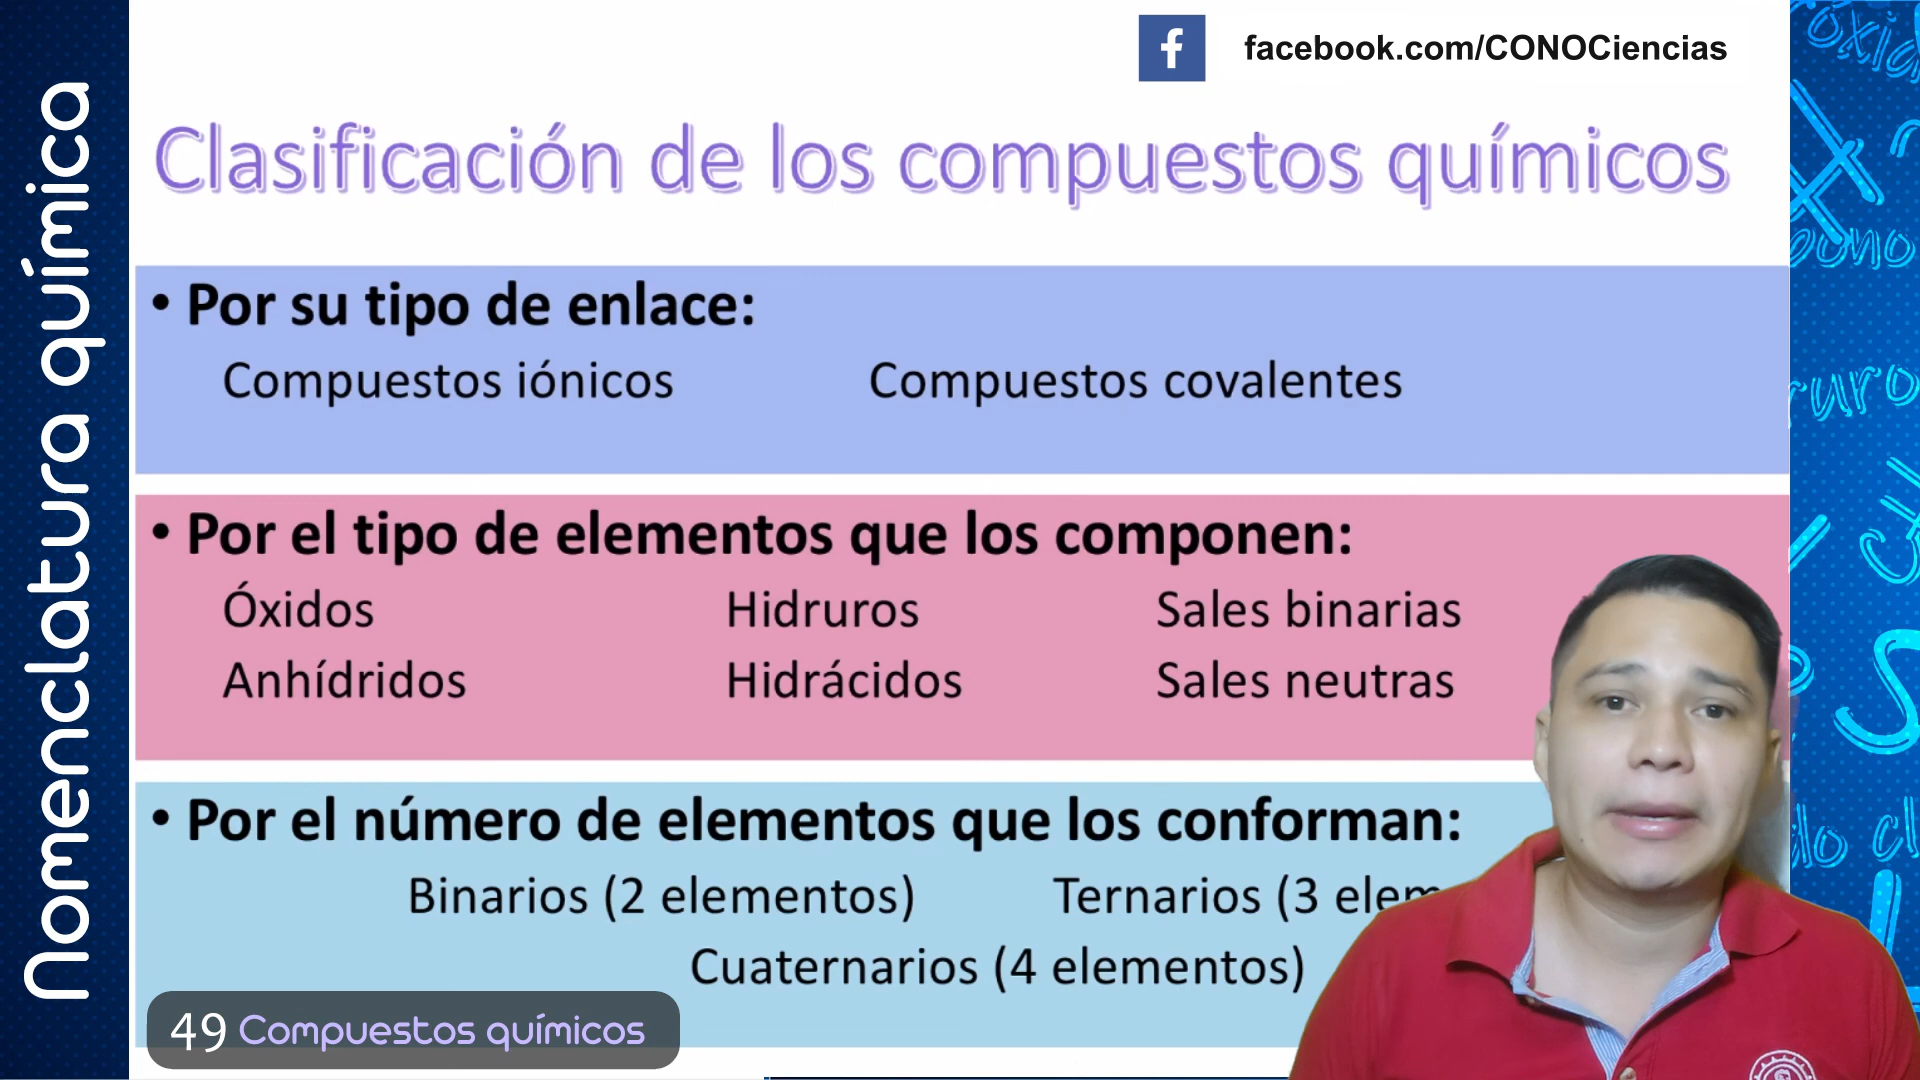 facebook.com/CONOCiencias
Nomenclatura química
Clasificación de los compuestos químicos
• Por su tipo de enlace:
Compuestos iónicos Compuestos covalentes
• Por el tipo de elementos que los componen:
Óxidos Hidruros Sales binarias
Anhídridos Hidrácidos Sales neutras
• Por el número de elementos que los conforman:
Binarios (2 elementos) Ternarios (3
Cuaternarios (4 elementos)
49 Compuestos químicos